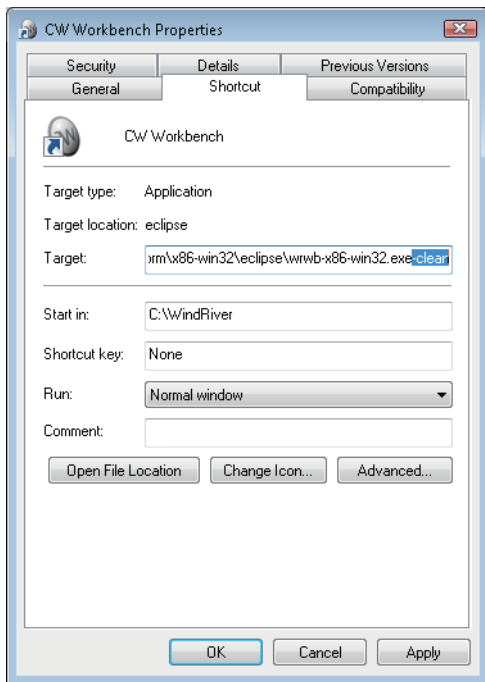 CW Workbench Properties
Security Details Previous Versions
General Shortcut Compatibility
CW Workbench
Target type: Application
Target location: eclipse
Target: orm\x86-win32\eclipse\wrwb-x86-win32.exe-clean
Start in: C:\WindRiver
Shortcut key: None
Run: Normal window
Comment:
Open File Location Change Icon... Advanced...
OK Cancel Apply